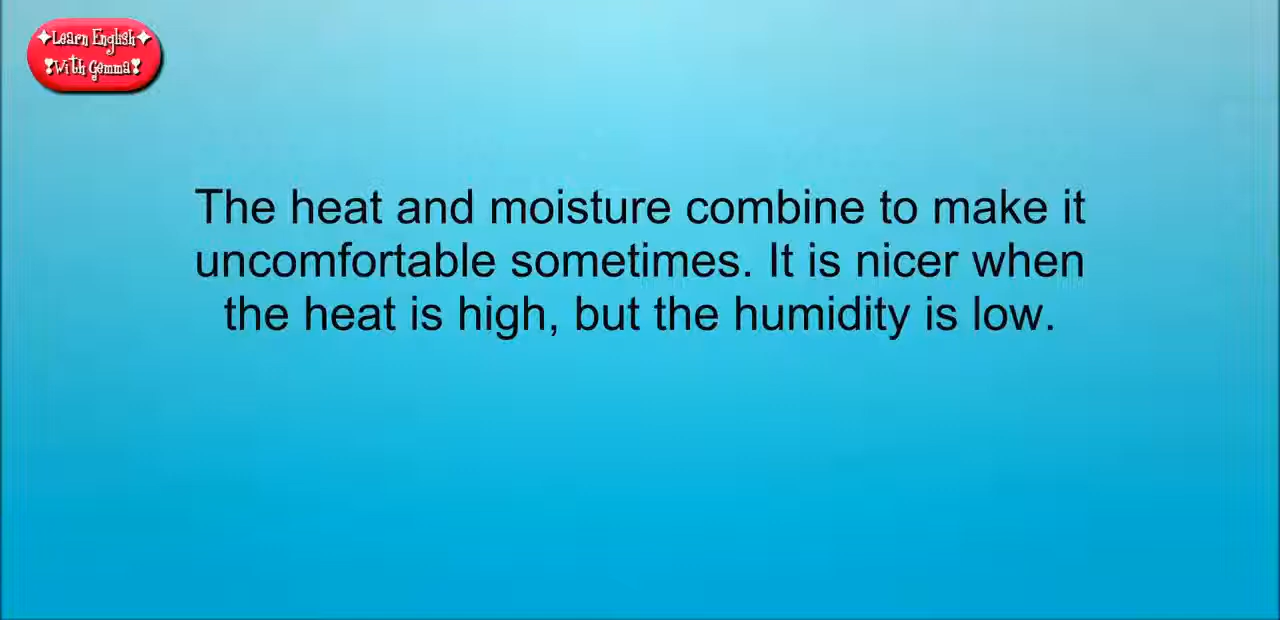 Learn English
With Gemma
The heat and moisture combine to make it
uncomfortable sometimes. It is nicer when
the heat is high, but the humidity is low.